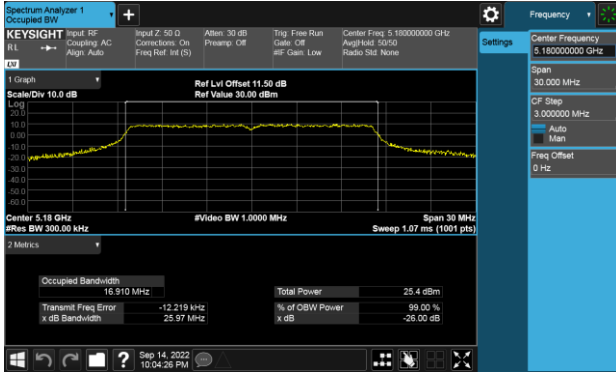 Spectrum Analyzer 1
Occupied BW
Frequency
KEYSIGHT
Input: RF
Coupling: AC
Align: Auto
Input Z: 50 Ω
Corrections: On
Freq Ref: Int (S)
Atten: 30 dB
Preamp: Off
Trig: Free Run
Gate: Off
#IF Gain: Low
Center Freq: 5.180000000 GHz
Avg|Hold: 50/50
Radio Std: None
R L
LXI
Settings
Center Frequency
5.180000000 GHz
Span
30.000 MHz
CF Step
3.000000 MHz
Auto
Man
Freq Offset
0 Hz
1 Graph
Scale/Div 10.0 dB
Ref Lvl Offset 11.50 dB
Ref Value 30.00 dBm
Log
20.0
10.0
0.00
-10.0
-20.0
-30.0
-40.0
-50.0
-60.0
Center 5.18 GHz
#Res BW 300.00 kHz
#Video BW 1.0000 MHz
Span 30 MHz
Sweep 1.07 ms (1001 pts)
2 Metrics
Occupied Bandwidth
16.910 MHz
Transmit Freq Error -12.219 kHz
x dB Bandwidth 25.97 MHz
Total Power 25.4 dBm
% of OBW Power 99.00 %
x dB -26.00 dB
?
Sep 14, 2022
10:04:26 PM